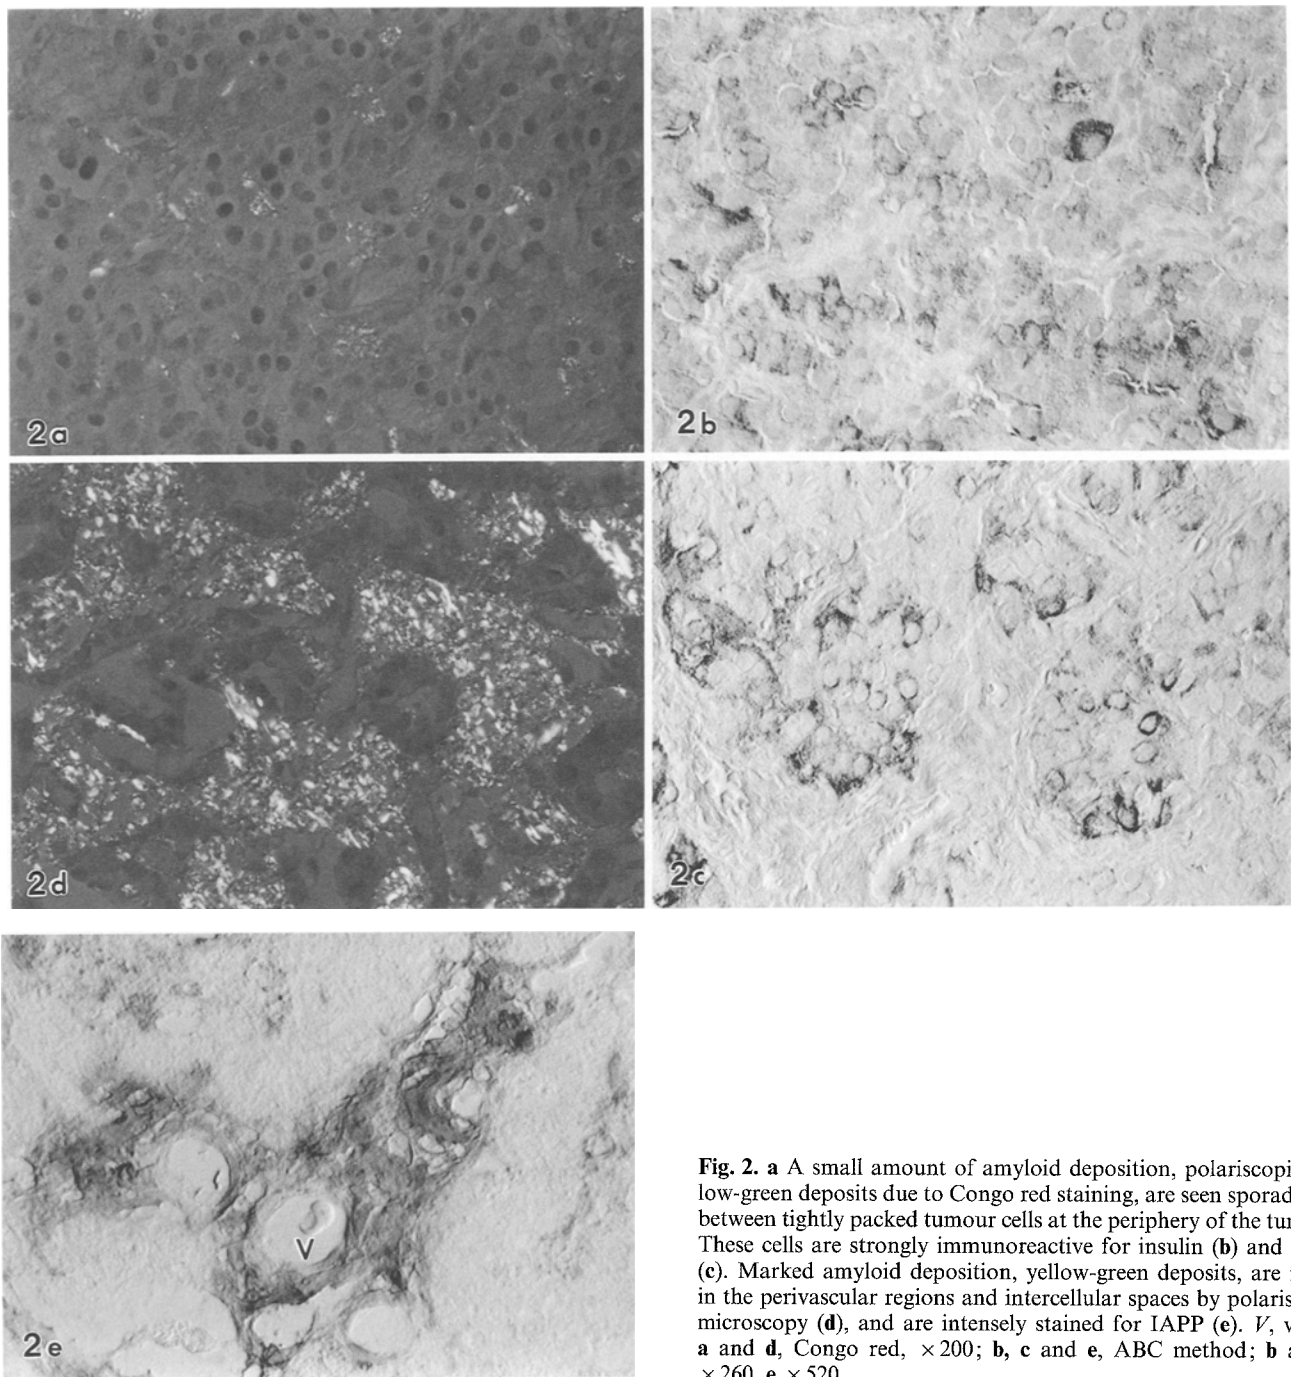 2a
2b
2d
2c
V
2e
Fig. 2. a A small amount of amyloid deposition, polariscopi
low-green deposits due to Congo red staining, are seen sporad
between tightly packed tumour cells at the periphery of the tu
These cells are strongly immunoreactive for insulin (b) and
(c). Marked amyloid deposition, yellow-green deposits, are
in the perivascular regions and intercellular spaces by polaris
microscopy (d), and are intensely stained for IAPP (e). V, v
a and d, Congo red, ×200; b, c and e, ABC method; b a
×260, e, ×520